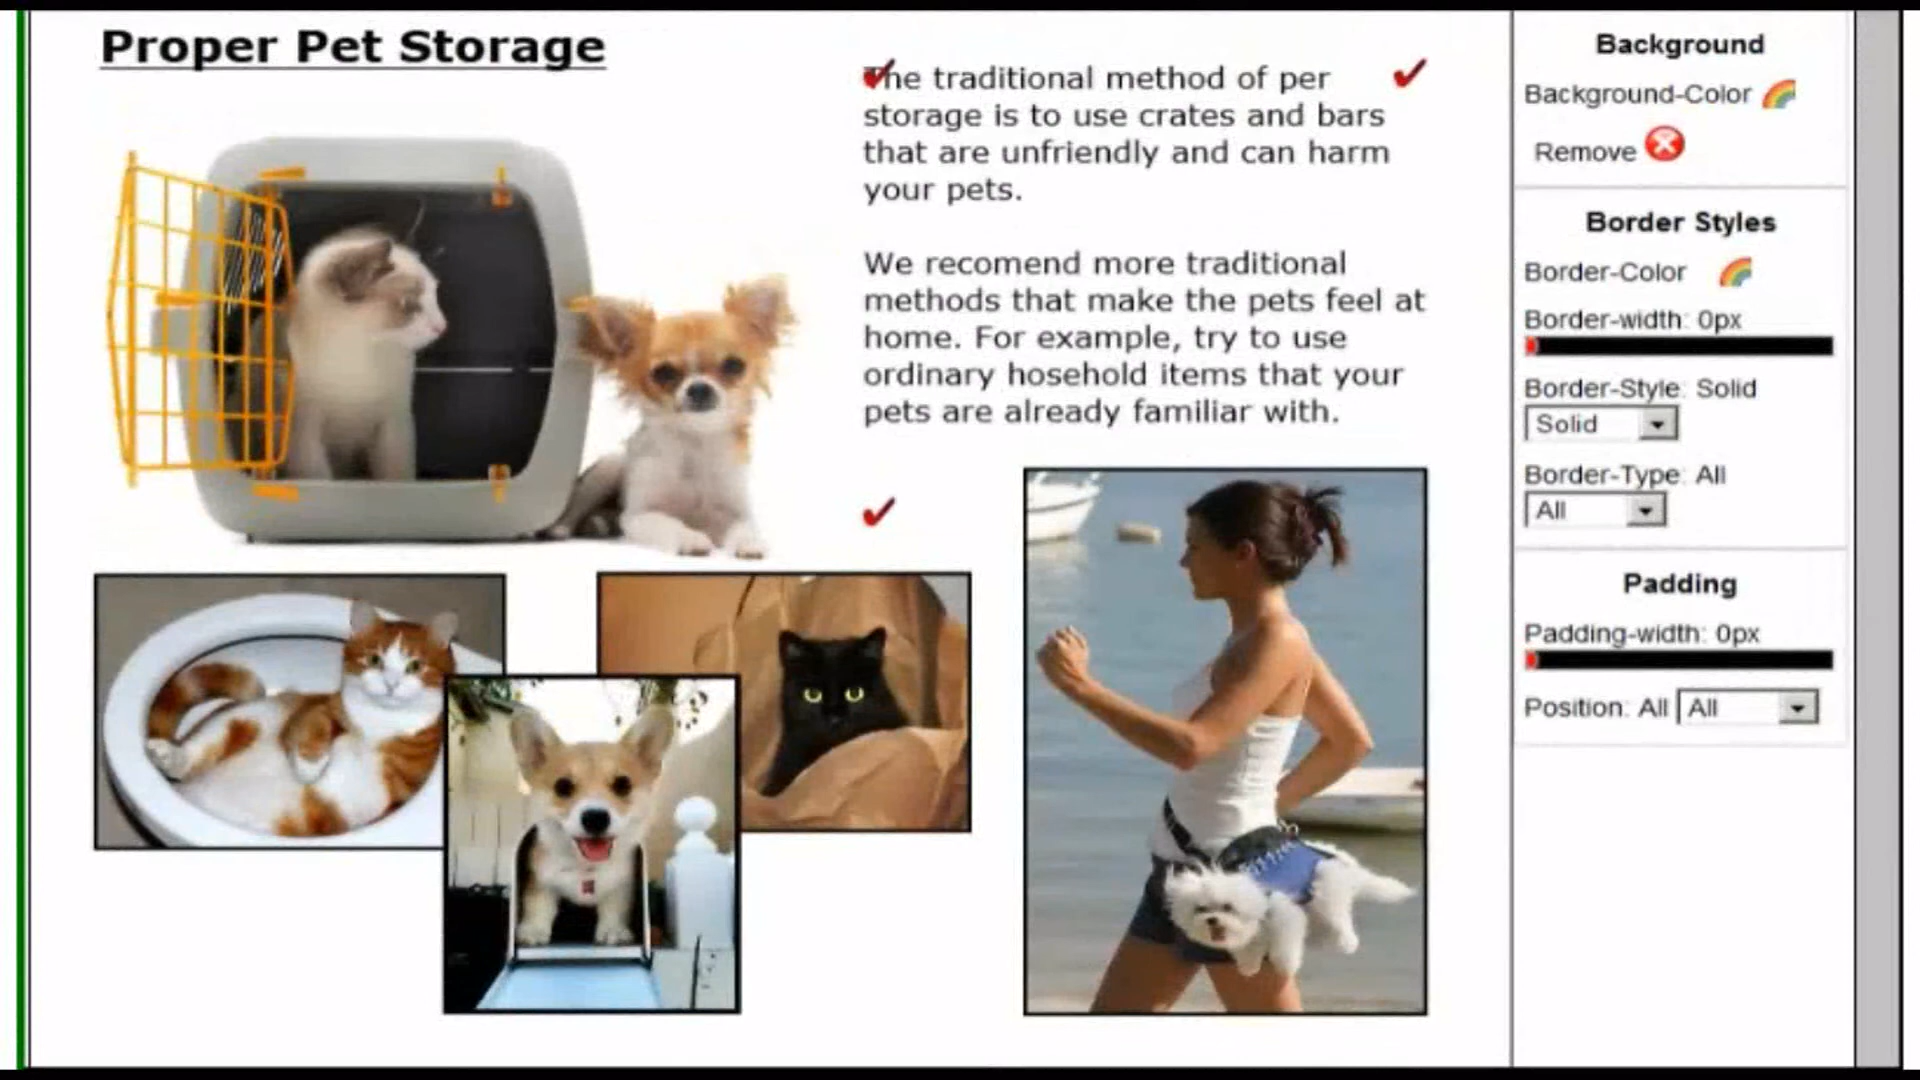 Proper Pet Storage
The traditional method of per
storage is to use crates and bars
that are unfriendly and can harm
your pets.
We recomend more traditional
methods that make the pets feel at
home. For example, try to use
ordinary hosehold items that your
pets are already familiar with.
Background
Background-Color
Remove
Border Styles
Border-Color
Border-width: 0px
Border-Style: Solid
Solid
Border-Type: All
All
Padding
Padding-width: 0px
Position: All All